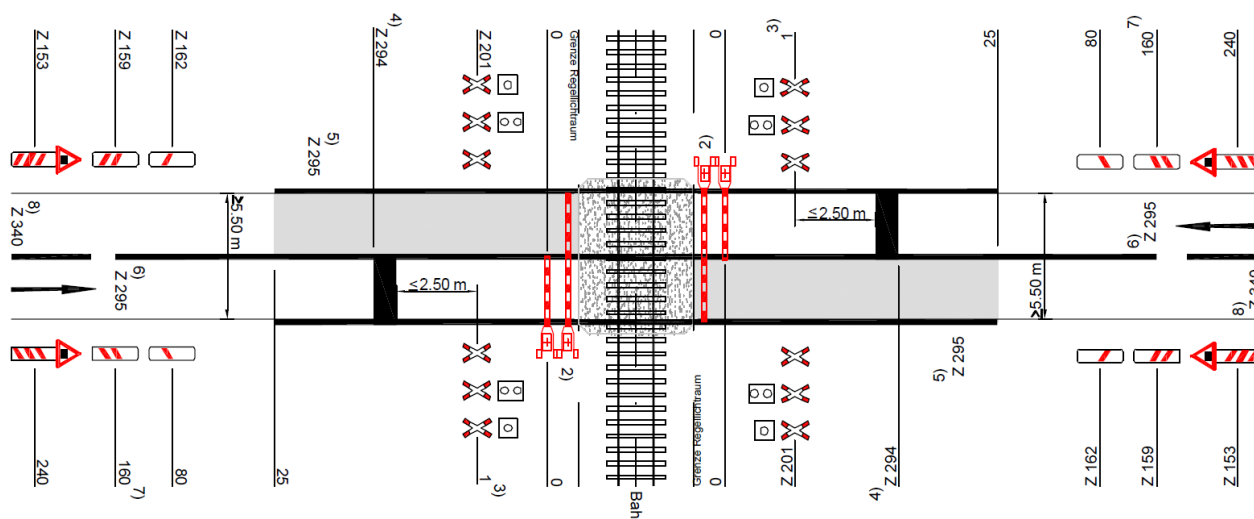 Z 153
Z 159
Z 162
4)
Z 294
Z 201
0
Grenze Regellichtraum
0
3)
1
25
80
7)
160
240
5)
Z 295
2)
8)
Z 340
≥5.50 m
≤2.50 m
≥5.50 m
6)
Z 295
6)
Z 295
≤2.50 m
8)
5)
Z 295
2)
240
160
7)
80
25
1
3)
0
Bah
Grenze Regellichtraum
0
Z 201
4)
Z 294
Z 162
Z 159
Z 153